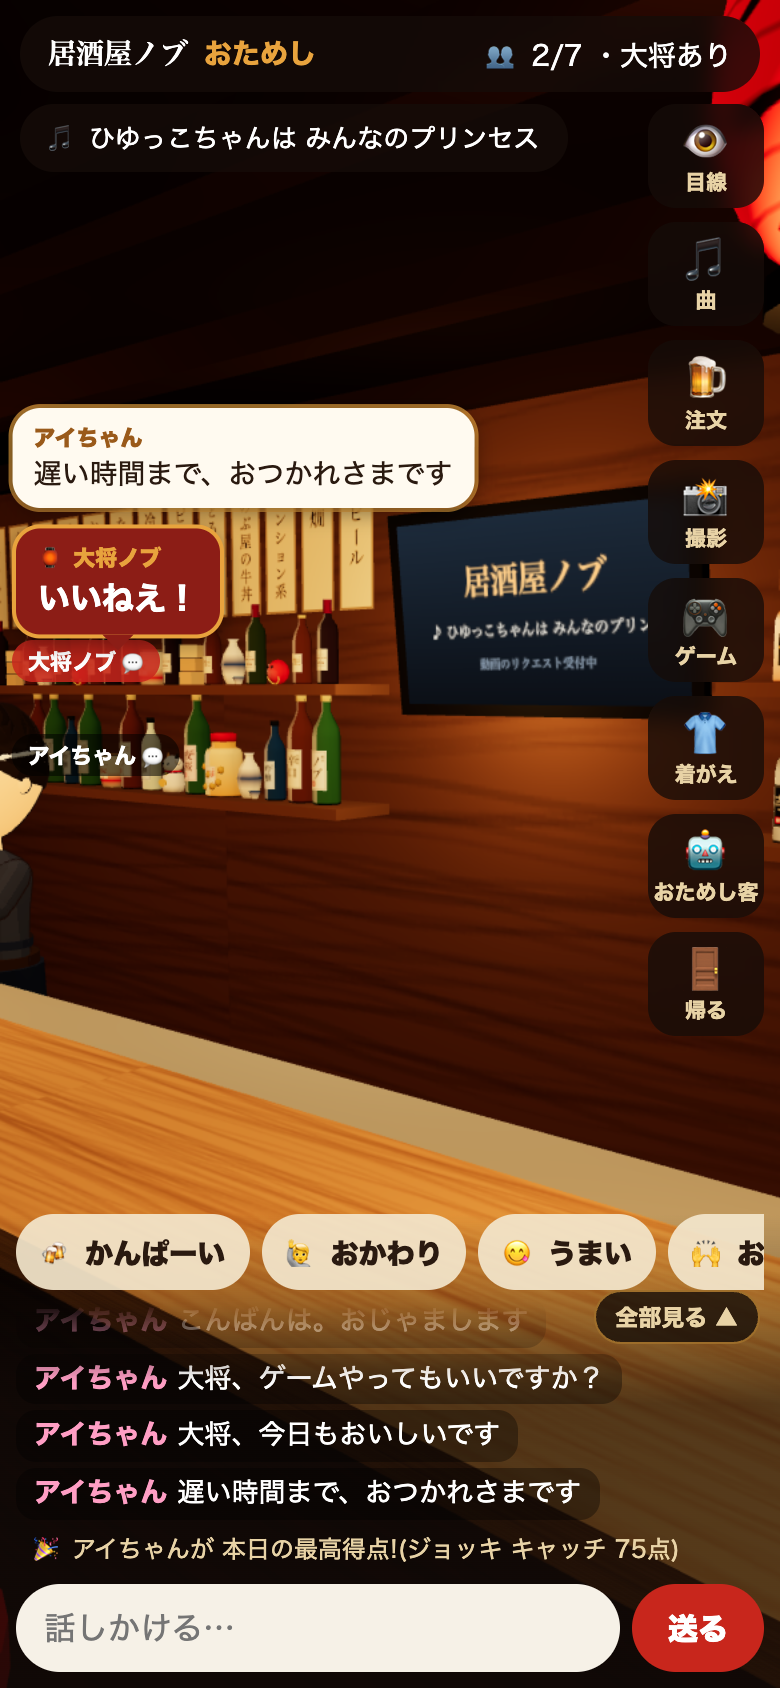 居酒屋ノブ おためし
2/7 ・大将あり
ひゆっこちゃんは みんなのプリンセス
目線
曲
注文
撮影
ゲーム
着がえ
おためし客
帰る
アイちゃん
遅い時間まで、おつかれさまです
大将ノブ
いいねえ！
大将ノブ
アイちゃん
ぶ屋の牛丼
ンション系
ビール
居酒屋ノブ
♪ひゆっこちゃんは みんなのプリン
動画のリクエスト受付中
かんぱーい
おかわり
うまい
お
アイちゃん こんばんは。おじゃまします
全部見る ▲
アイちゃん 大将、ゲームやってもいいですか？
アイちゃん 大将、今日もおいしいです
アイちゃん 遅い時間まで、おつかれさまです
アイちゃんが 本日の最高得点!(ジョッキ キャッチ 75点)
話しかける…
送る